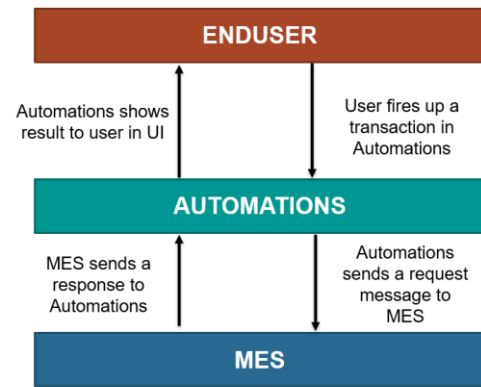 ENDUSER
Automations shows
result to user in UI
User fires up a
transaction in
Automations
AUTOMATIONS
MES sends a
response to
Automations
Automations
sends a request
message to
MES
MES